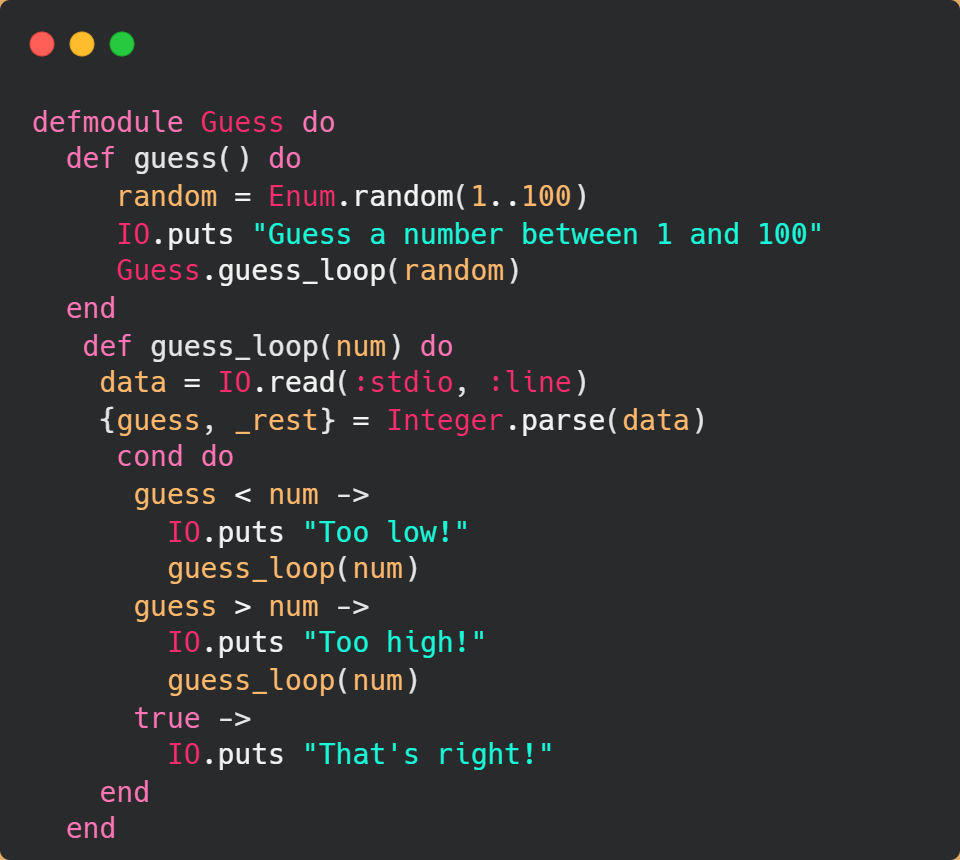 defmodule Guess do
  def guess() do
     random = Enum.random(1..100)
     IO.puts "Guess a number between 1 and 100"
     Guess.guess_loop(random)
  end
   def guess_loop(num) do
    data = IO.read(:stdio, :line)
    {guess, _rest} = Integer.parse(data)
     cond do
      guess < num ->
        IO.puts "Too low!"
        guess_loop(num)
      guess > num ->
        IO.puts "Too high!"
        guess_loop(num)
      true ->
        IO.puts "That's right!"
    end
  end